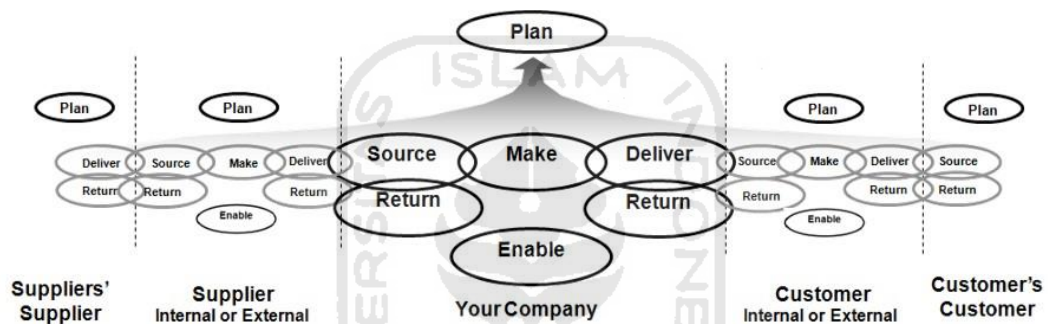 Plan
Plan
Plan
Plan
Plan
Deliver
Source
Make
Deliver
Source
Make
Deliver
Source
Make
Deliver
Source
Return
Return
Return
Return
Return
Return
Return
Return
Enable
Enable
Enable
Suppliers'
Supplier
Supplier
Internal or External
Your Company
Customer
Internal or External
Customer's
Customer
ISLAM